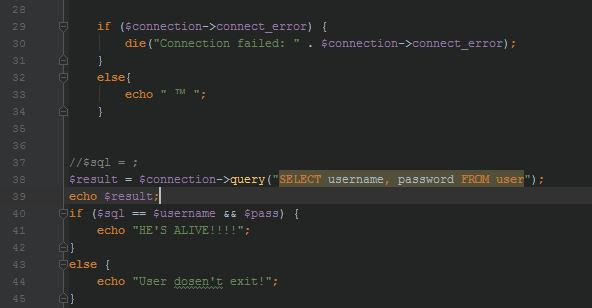 28
29 if ($connection->connect_error) {
30 die("Connection failed: " . $connection->connect_error);
31 }
32 else{
33 echo " ™ ";
34 }
35
36
37 //$sql = ;
38 $result = $connection->query("SELECT username, password FROM user");
39 echo $result;
40 if ($sql == $username && $pass) {
41 echo "HE'S ALIVE!!!!";
42 }
43 else {
44 echo "User dosen't exit!";
45 }